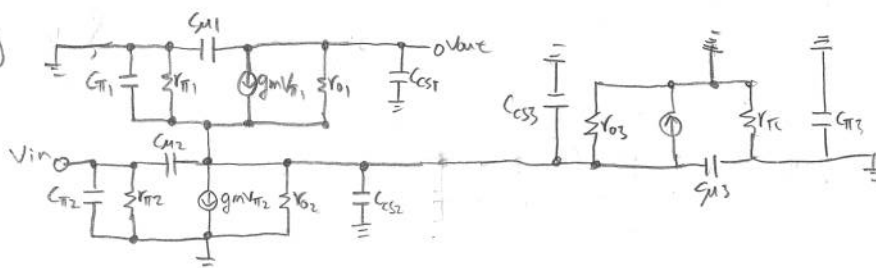 Cμ1
Vout
Cπ1
rπ1
gmVπ1
ro1
CCS1
CCS3
ro3
rπ
Cπ3
Vin
Cμ2
Cμ3
Cπ2
rπ2
gmVπ2
ro2
CCS2